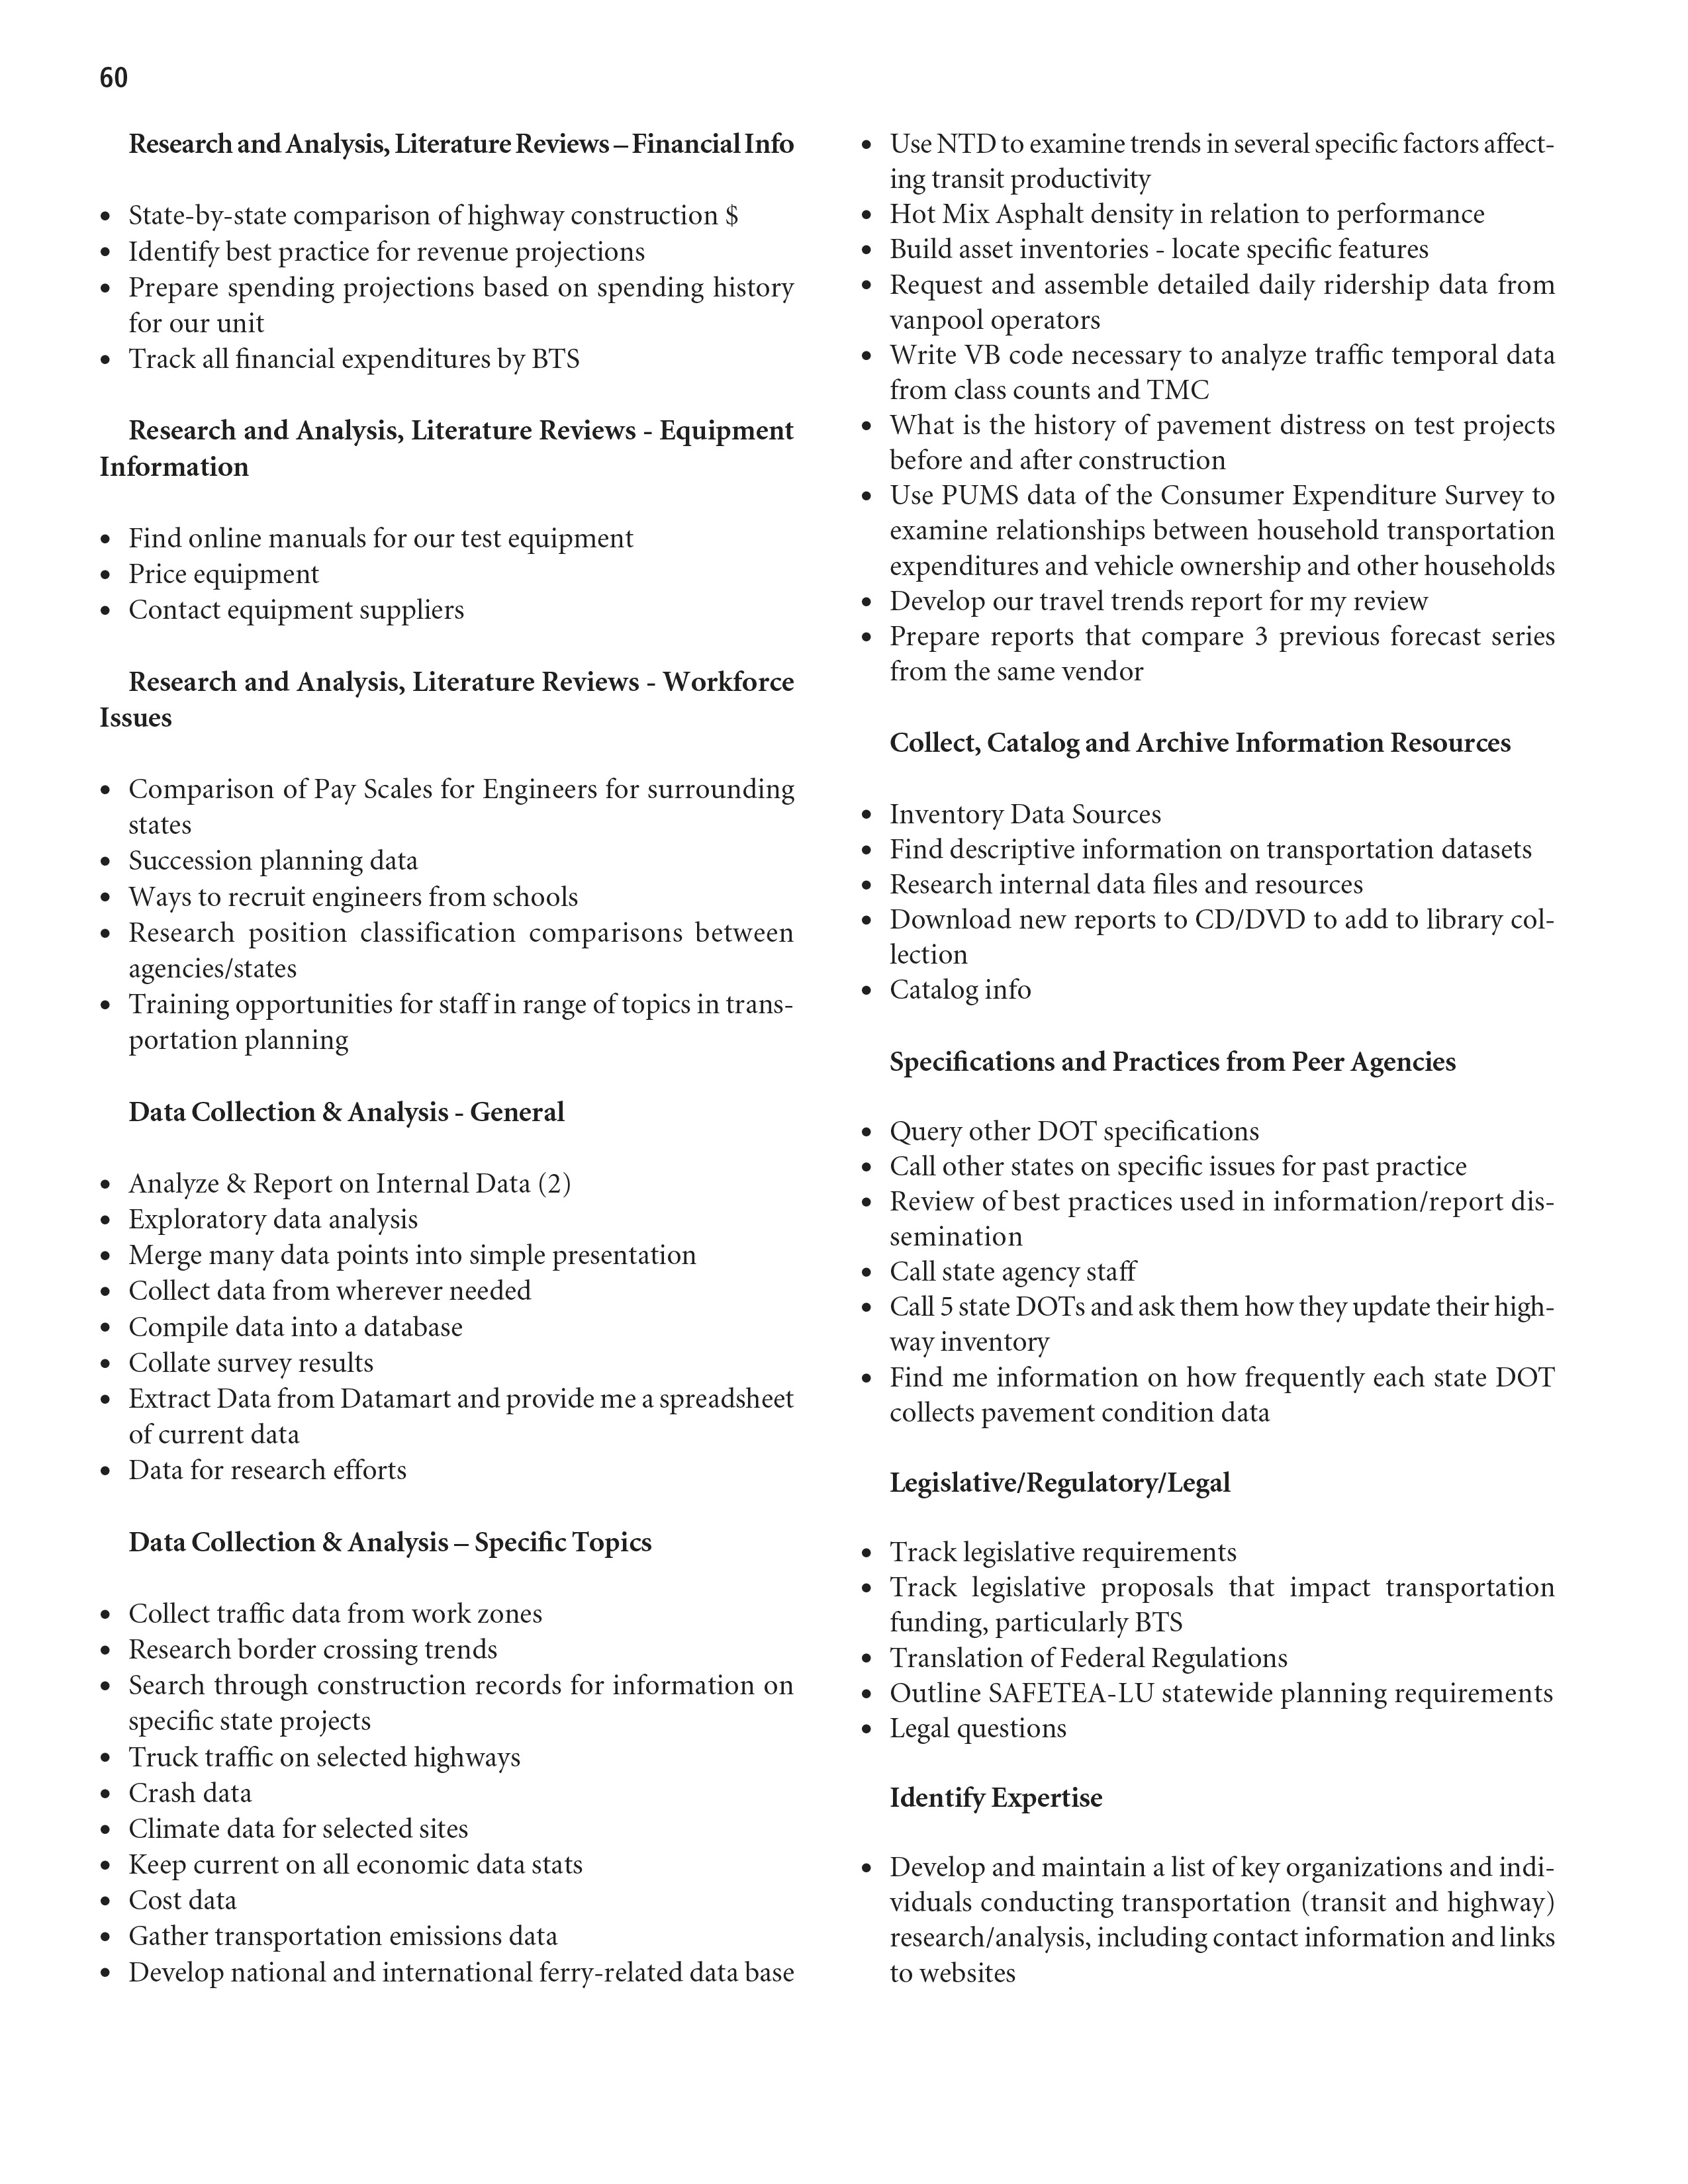 60
Research and Analysis, Literature Reviews – Financial Info
• State-by-state comparison of highway construction $
• Identify best practice for revenue projections
• Prepare spending projections based on spending history
for our unit
• Track all financial expenditures by BTS
Research and Analysis, Literature Reviews - Equipment
Information
• Find online manuals for our test equipment
• Price equipment
• Contact equipment suppliers
Research and Analysis, Literature Reviews - Workforce
Issues
• Comparison of Pay Scales for Engineers for surrounding
states
• Succession planning data
• Ways to recruit engineers from schools
• Research position classification comparisons between
agencies/states
• Training opportunities for staff in range of topics in trans-
portation planning
Data Collection & Analysis - General
• Analyze & Report on Internal Data (2)
• Exploratory data analysis
• Merge many data points into simple presentation
• Collect data from wherever needed
• Compile data into a database
• Collate survey results
• Extract Data from Datamart and provide me a spreadsheet
of current data
• Data for research efforts
Data Collection & Analysis – Specific Topics
• Collect traffic data from work zones
• Research border crossing trends
• Search through construction records for information on
specific state projects
• Truck traffic on selected highways
• Crash data
• Climate data for selected sites
• Keep current on all economic data stats
• Cost data
• Gather transportation emissions data
• Develop national and international ferry-related data base
• Use NTD to examine trends in several specific factors affect-
ing transit productivity
• Hot Mix Asphalt density in relation to performance
• Build asset inventories - locate specific features
• Request and assemble detailed daily ridership data from
vanpool operators
• Write VB code necessary to analyze traffic temporal data
from class counts and TMC
• What is the history of pavement distress on test projects
before and after construction
• Use PUMS data of the Consumer Expenditure Survey to
examine relationships between household transportation
expenditures and vehicle ownership and other households
• Develop our travel trends report for my review
• Prepare reports that compare 3 previous forecast series
from the same vendor
Collect, Catalog and Archive Information Resources
• Inventory Data Sources
• Find descriptive information on transportation datasets
• Research internal data files and resources
• Download new reports to CD/DVD to add to library col-
lection
• Catalog info
Specifications and Practices from Peer Agencies
• Query other DOT specifications
• Call other states on specific issues for past practice
• Review of best practices used in information/report dis-
semination
• Call state agency staff
• Call 5 state DOTs and ask them how they update their high-
way inventory
• Find me information on how frequently each state DOT
collects pavement condition data
Legislative/Regulatory/Legal
• Track legislative requirements
• Track legislative proposals that impact transportation
funding, particularly BTS
• Translation of Federal Regulations
• Outline SAFETEA-LU statewide planning requirements
• Legal questions
Identify Expertise
• Develop and maintain a list of key organizations and indi-
viduals conducting transportation (transit and highway)
research/analysis, including contact information and links
to websites